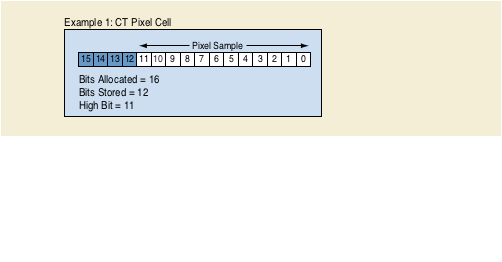 Example 1: CT Pixel Cell
Pixel Sample
15 14 13 12 11 10 9 8 7 6 5 4 3 2 1 0
Bits Allocated = 16
Bits Stored = 12
High Bit = 11